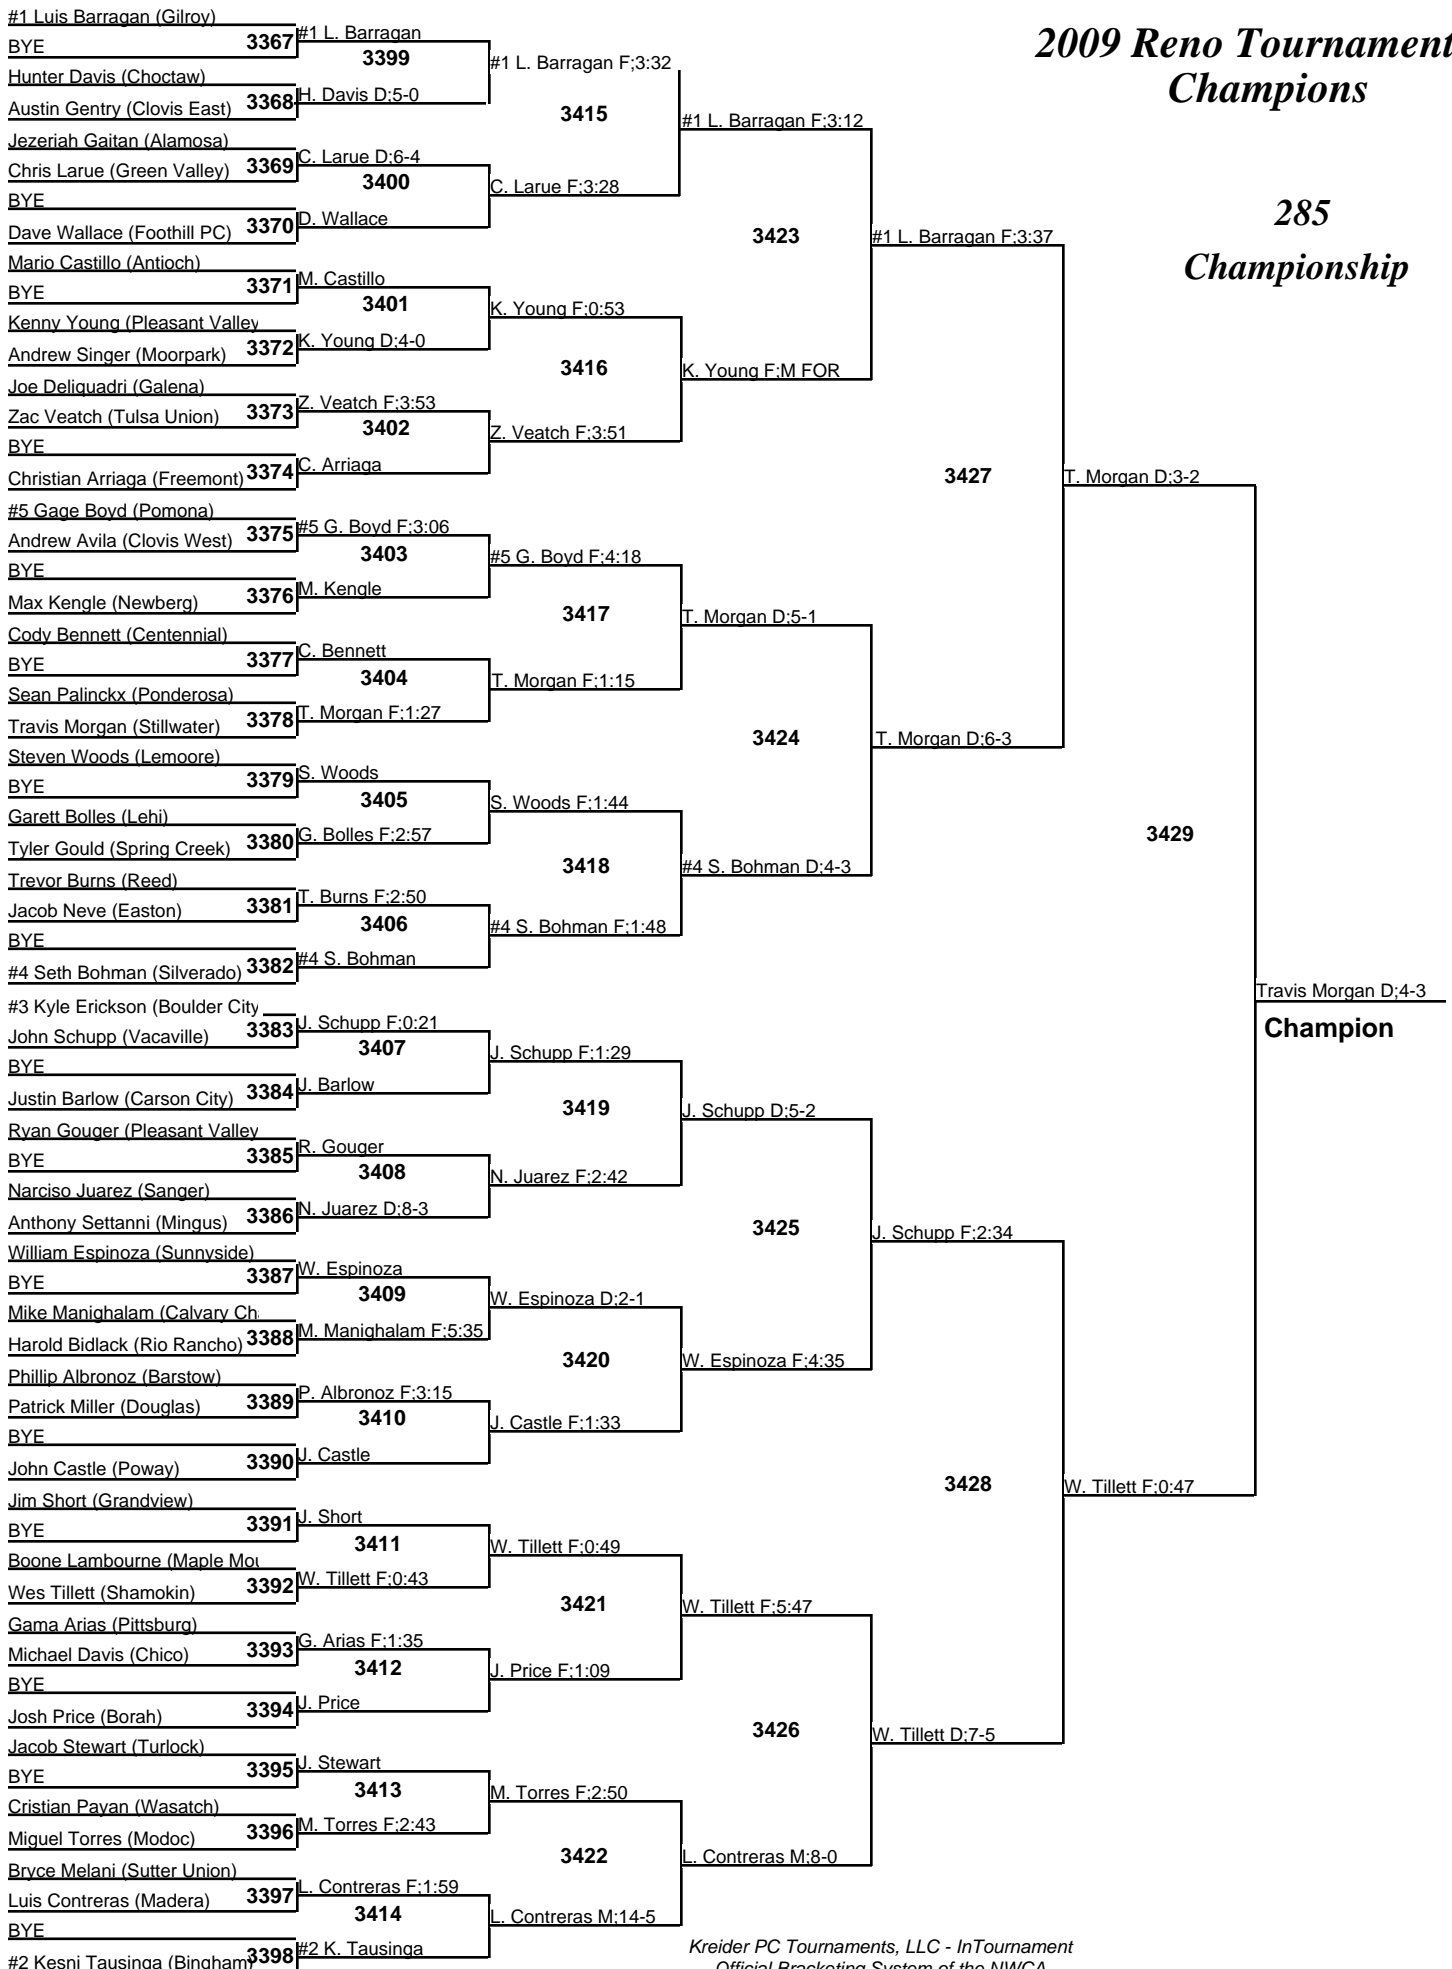 2009 Reno Tournament
Champions
285
Championship
#1 Luis Barragan (Gilroy)
BYE
3367
Hunter Davis (Choctaw)
Austin Gentry (Clovis East)
3368
Jezeriah Gaitan (Alamosa)
Chris Larue (Green Valley)
3369
BYE
Dave Wallace (Foothill PC)
3370
Mario Castillo (Antioch)
BYE
3371
Kenny Young (Pleasant Valley
Andrew Singer (Moorpark)
3372
Joe Deliquadri (Galena)
Zac Veatch (Tulsa Union)
3373
BYE
Christian Arriaga (Freemont)
3374
#5 Gage Boyd (Pomona)
Andrew Avila (Clovis West)
3375
BYE
Max Kengle (Newberg)
3376
Cody Bennett (Centennial)
BYE
3377
Sean Palinckx (Ponderosa)
Travis Morgan (Stillwater)
3378
Steven Woods (Lemoore)
BYE
3379
Garett Bolles (Lehi)
Tyler Gould (Spring Creek)
3380
Trevor Burns (Reed)
Jacob Neve (Easton)
3381
BYE
#4 Seth Bohman (Silverado)
3382
#3 Kyle Erickson (Boulder City
John Schupp (Vacaville)
3383
BYE
Justin Barlow (Carson City)
3384
Ryan Gouger (Pleasant Valley
BYE
3385
Narciso Juarez (Sanger)
Anthony Settanni (Mingus)
3386
William Espinoza (Sunnyside)
BYE
3387
Mike Manighalam (Calvary Ch
Harold Bidlack (Rio Rancho)
3388
Phillip Albronoz (Barstow)
Patrick Miller (Douglas)
3389
BYE
John Castle (Poway)
3390
Jim Short (Grandview)
BYE
3391
Boone Lambourne (Maple Mou
Wes Tillett (Shamokin)
3392
Gama Arias (Pittsburg)
Michael Davis (Chico)
3393
BYE
Josh Price (Borah)
3394
Jacob Stewart (Turlock)
BYE
3395
Cristian Payan (Wasatch)
Miguel Torres (Modoc)
3396
Bryce Melani (Sutter Union)
Luis Contreras (Madera)
3397
BYE
#2 Kesni Tausinga (Bingham)
3398
#1 L. Barragan
3399
H. Davis D;5-0
C. Larue D;6-4
3400
D. Wallace
M. Castillo
3401
K. Young D;4-0
Z. Veatch F;3:53
3402
C. Arriaga
#5 G. Boyd F;3:06
3403
M. Kengle
C. Bennett
3404
T. Morgan F;1:27
S. Woods
3405
G. Bolles F;2:57
T. Burns F;2:50
3406
#4 S. Bohman
J. Schupp F;0:21
3407
J. Barlow
R. Gouger
3408
N. Juarez D;8-3
W. Espinoza
3409
M. Manighalam F;5:35
P. Albronoz F;3:15
3410
J. Castle
J. Short
3411
W. Tillett F;0:43
G. Arias F;1:35
3412
J. Price
J. Stewart
3413
M. Torres F;2:43
L. Contreras F;1:59
3414
#2 K. Tausinga
#1 L. Barragan F;3:32
3415
C. Larue F;3:28
K. Young F;0:53
3416
Z. Veatch F;3:51
#5 G. Boyd F;4:18
3417
T. Morgan F;1:15
S. Woods F;1:44
3418
#4 S. Bohman F;1:48
J. Schupp F;1:29
3419
N. Juarez F;2:42
W. Espinoza D;2-1
3420
J. Castle F;1:33
W. Tillett F;0:49
3421
J. Price F;1:09
M. Torres F;2:50
3422
L. Contreras M;14-5
#1 L. Barragan F;3:12
3423
K. Young F;M FOR
T. Morgan D;5-1
3424
#4 S. Bohman D;4-3
J. Schupp D;5-2
3425
W. Espinoza F;4:35
W. Tillett F;5:47
3426
L. Contreras M;8-0
#1 L. Barragan F;3:37
3427
T. Morgan D;6-3
J. Schupp F;2:34
3428
W. Tillett D;7-5
T. Morgan D;3-2
3429
W. Tillett F;0:47
Travis Morgan D;4-3
Champion
Kreider PC Tournaments, LLC - InTournament
Official Bracketing System of the NWCA